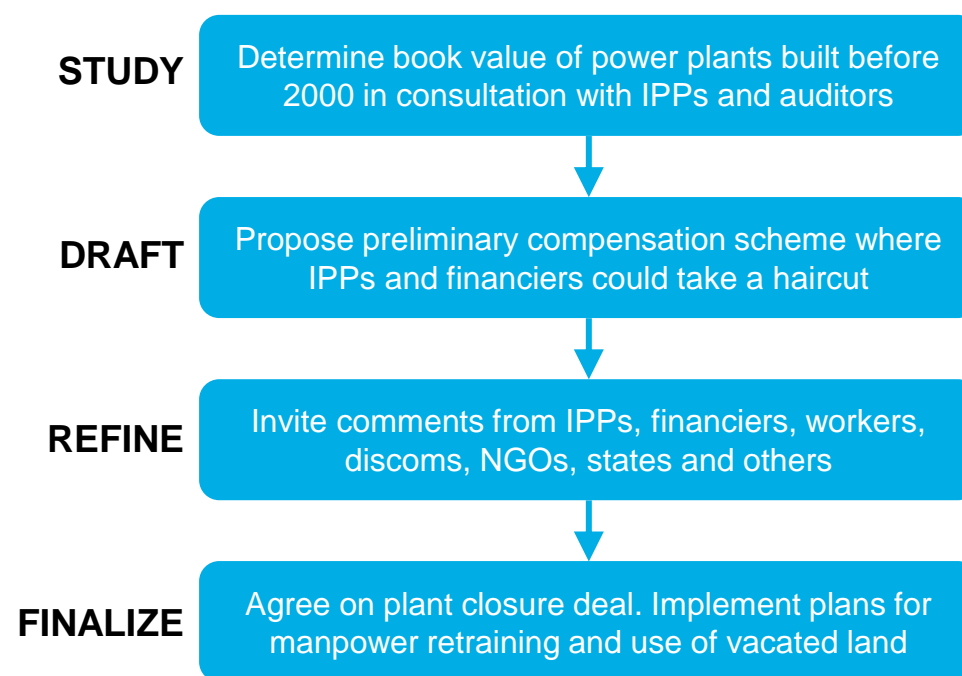 STUDY
Determine book value of power plants built before
2000 in consultation with IPPs and auditors
DRAFT
Propose preliminary compensation scheme where
IPPs and financiers could take a haircut
REFINE
Invite comments from IPPs, financiers, workers,
discoms, NGOs, states and others
FINALIZE
Agree on plant closure deal. Implement plans for
manpower retraining and use of vacated land